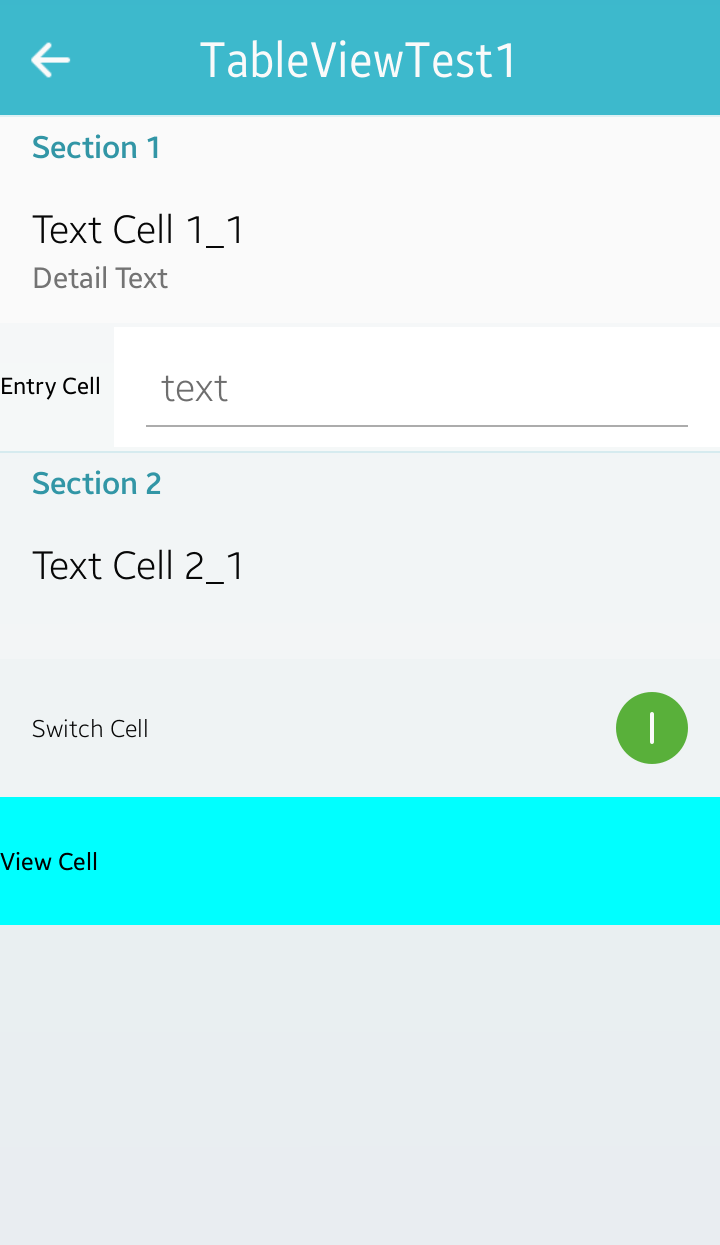 TableViewTest1
Section 1
Text Cell 1_1
Detail Text
Entry Cell
text
Section 2
Text Cell 2_1
Switch Cell
View Cell